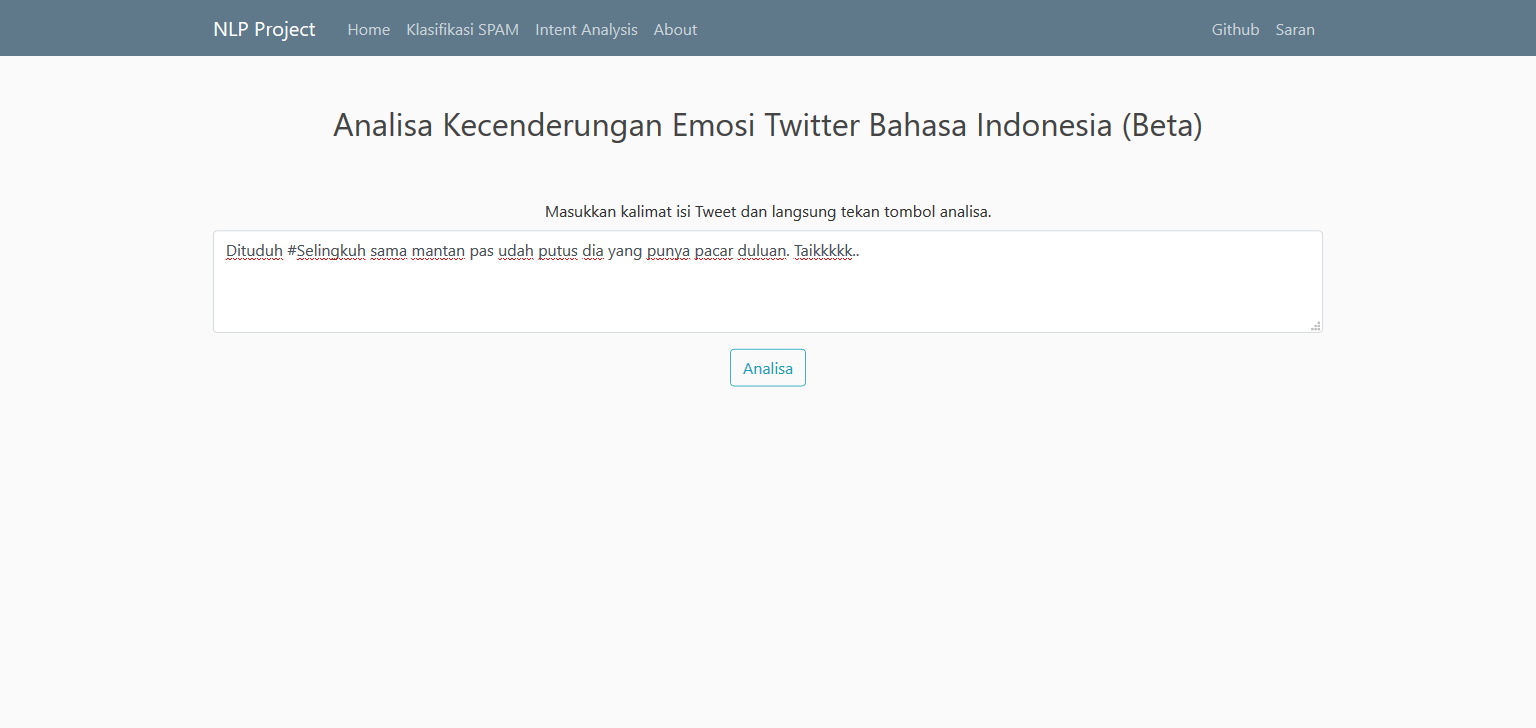 NLP Project Home Klasifikasi SPAM Intent Analysis About Github Saran
Analisa Kecenderungan Emosi Twitter Bahasa Indonesia (Beta)
Masukkan kalimat isi Tweet dan langsung tekan tombol analisa.
Dituduh #Selingkuh sama mantan pas udah putus dia yang punya pacar duluan. Taikkkkk..
Analisa